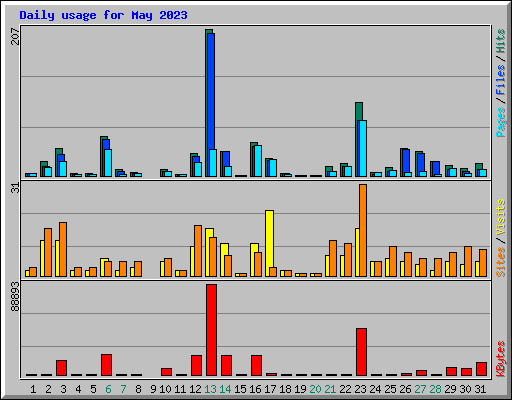 Daily usage for May 2023
207
Pages / Files / Hits
31
Sites / Visits
88893
KBytes
1 2 3 4 5 6 7 8 9 10 11 12 13 14 15 16 17 18 19 20 21 22 23 24 25 26 27 28 29 30 31